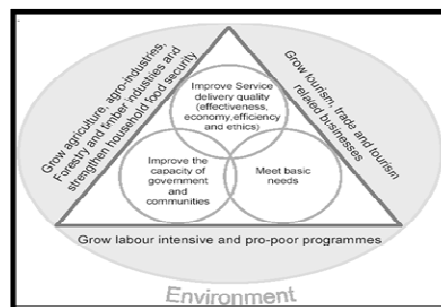 Grow agriculture, agro-industries,
Forestry and timber industries and
strengthen household food security
Grow tourism, trade and tourism
related businesses
Improve Service
delivery quality
(effectiveness,
economy,efficiency
and ethics)
Improve the
capacity of
government
and
communities
Meet basic
needs
Grow labour intensive and pro-poor programmes
Environment